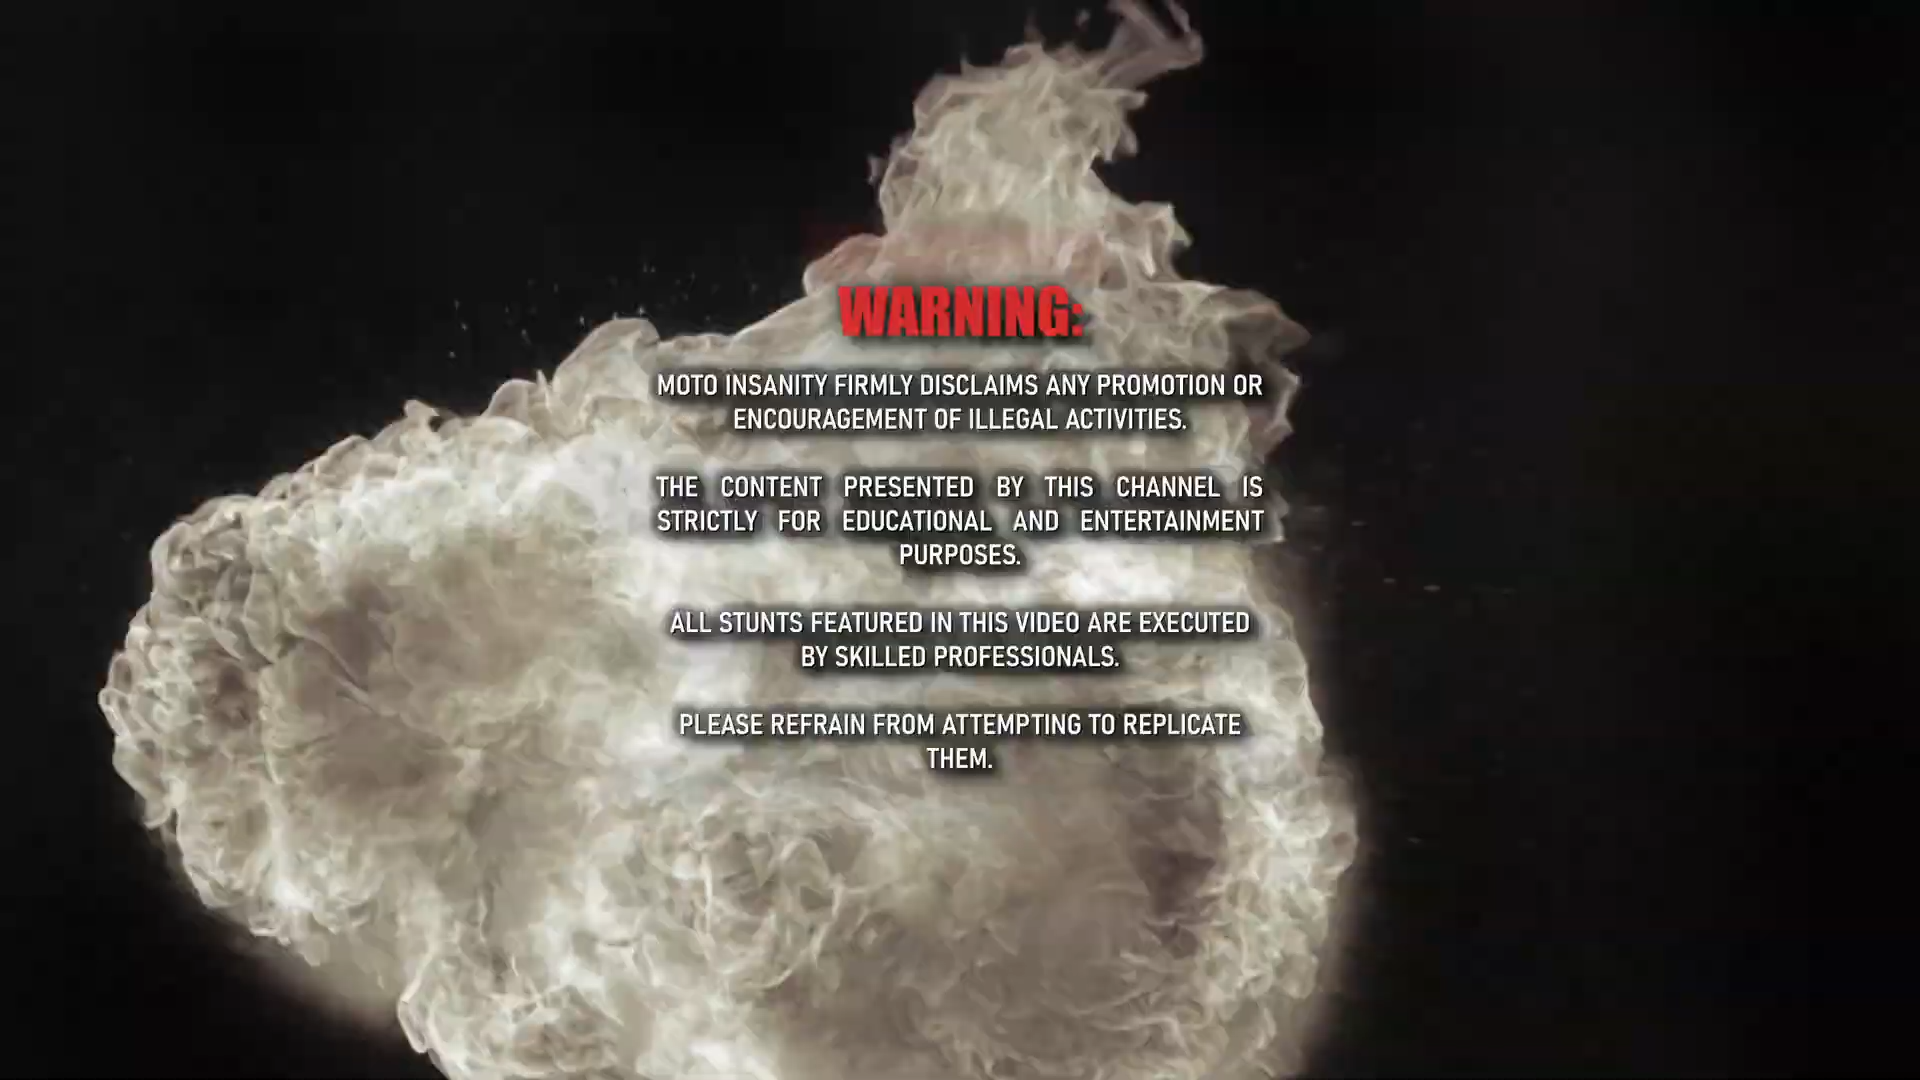 WARNING:
MOTO INSANITY FIRMLY DISCLAIMS ANY PROMOTION OR
ENCOURAGEMENT OF ILLEGAL ACTIVITIES.
THE CONTENT PRESENTED BY THIS CHANNEL IS
STRICTLY FOR EDUCATIONAL AND ENTERTAINMENT
PURPOSES.
ALL STUNTS FEATURED IN THIS VIDEO ARE EXECUTED
BY SKILLED PROFESSIONALS.
PLEASE REFRAIN FROM ATTEMPTING TO REPLICATE
THEM.